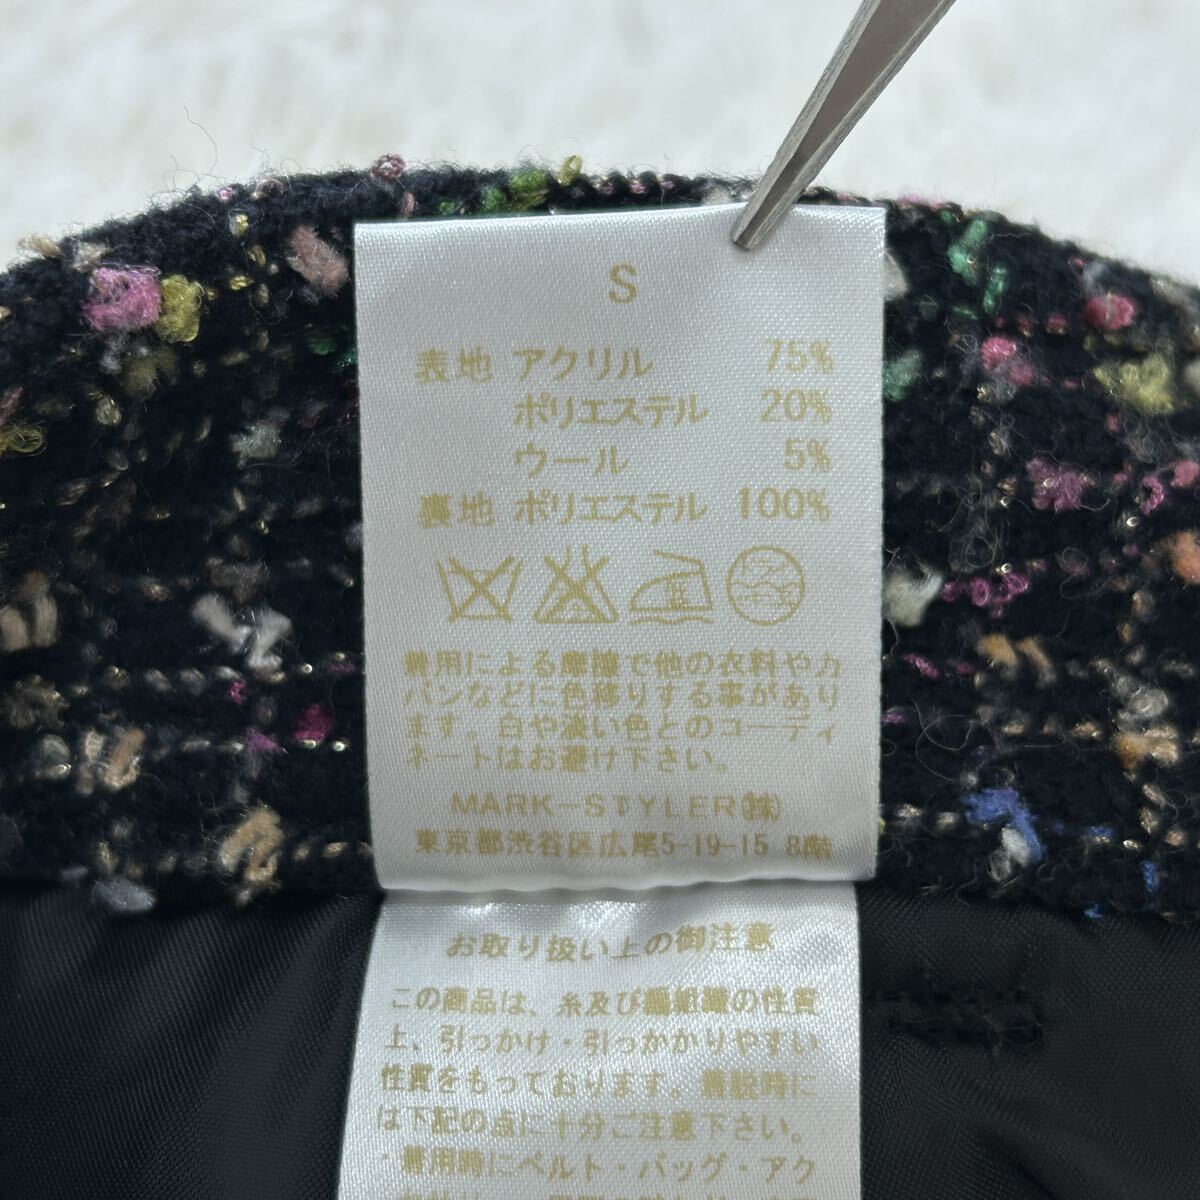 S
表地 アクリル 75%
ポリエステル 20%
ウール 5%
裏地 ポリエステル 100%
ドライ
セキユ系
着用による摩擦で他の衣料やカ
バンなどに色移りする事があり
ます。白や淡い色とのコーディ
ネートはお避け下さい。
MARK-STYLER㈱
東京都渋谷区広尾5-19-15 8階
お取り扱い上の御注意
この商品は、糸及び編組織の性質
上、引っかけ・引っかかりやすい
性質をもっております。着脱時に
は下記の点に十分ご注意下さい。
・着用時にベルト・バッグ・アク